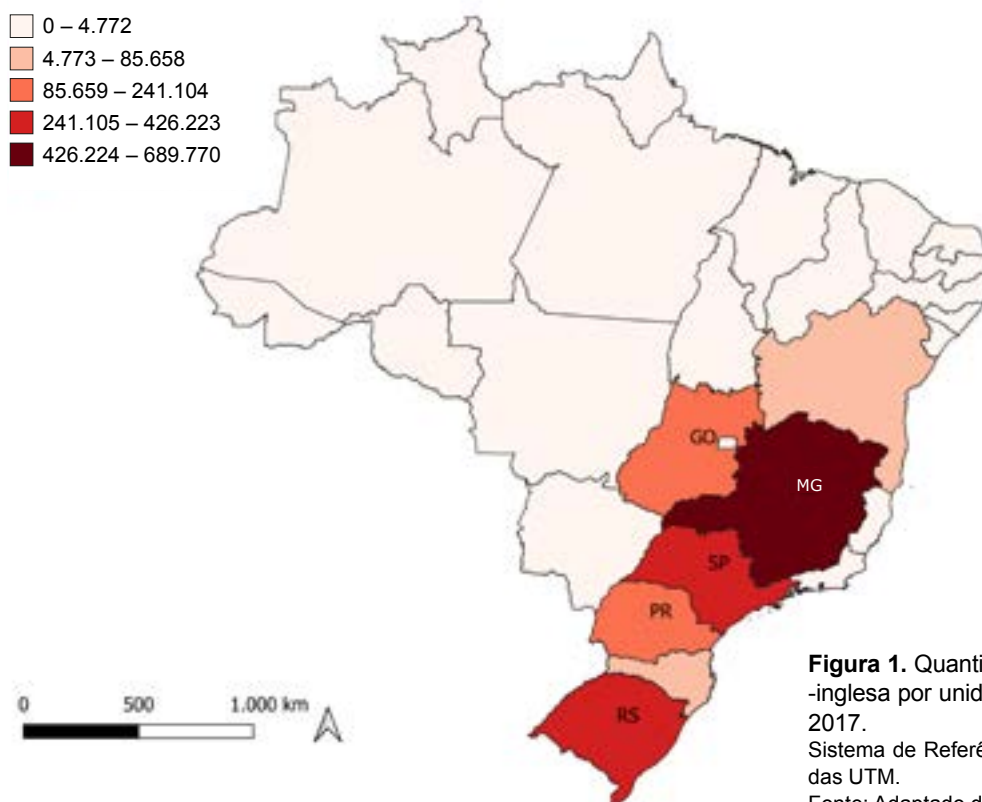 0 – 4.772
4.773 – 85.658
85.659 – 241.104
241.105 – 426.223
426.224 – 689.770
GO
MG
SP
PR
RS
0 500 1.000 km
Figura 1. Quanti
-inglesa por unid
2017.
Sistema de Referê
das UTM.
Fonte: Adaptado d